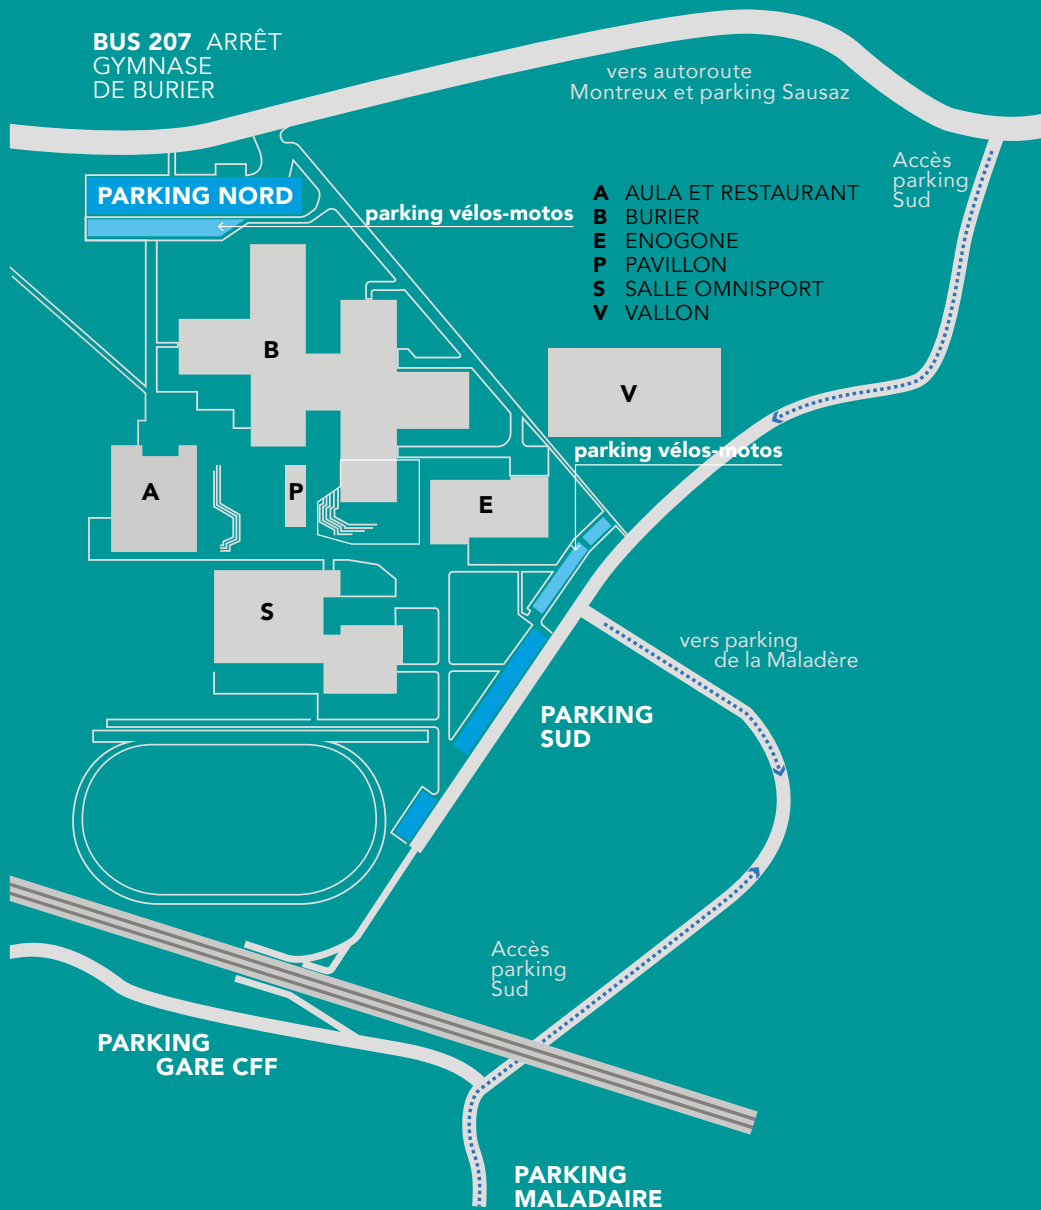 BUS 207 ARRÊT
GYMNASE
DE BURIER
vers autoroute
Montreux et parking Sausaz
Accès
parking
Sud
PARKING NORD
parking vélos-motos
A AULA ET RESTAURANT
B BURIER
E ENOGONE
P PAVILLON
S SALLE OMNISPORT
V VALLON
B
V
parking vélos-motos
A
P
E
S
vers parking
de la Maladère
PARKING
SUD
Accès
parking
Sud
PARKING
GARE CFF
PARKING
MALADAIRE